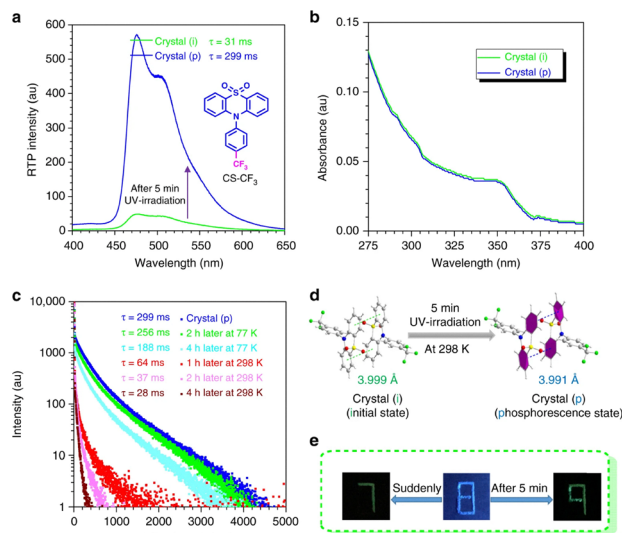 a
Crystal (i) τ = 31 ms
Crystal (p) τ = 299 ms
O O
S
N
CF3
CS-CF3
After 5 min
UV-irradiation
RTP intensity (au)
600
500
400
300
200
100
0
400 450 500 550 600 650
Wavelength (nm)
b
Crystal (i)
Crystal (p)
Absorbance (au)
0.15
0.10
0.05
0.00
275 300 325 350 375 400
Wavelength (nm)
c
τ = 299 ms Crystal (p)
τ = 256 ms 2 h later at 77 K
τ = 188 ms 4 h later at 77 K
τ = 64 ms 1 h later at 298 K
τ = 37 ms 2 h later at 298 K
τ = 28 ms 4 h later at 298 K
Intensity (au)
10,000
1000
100
10
1
0 1000 2000 3000 4000 5000
Wavelength (nm)
d
5 min
UV-irradiation
At 298 K
3.999 Å
3.991 Å
Crystal (i)
(initial state)
Crystal (p)
(phosphorescence state)
e
7
Suddenly
8
After 5 min
9